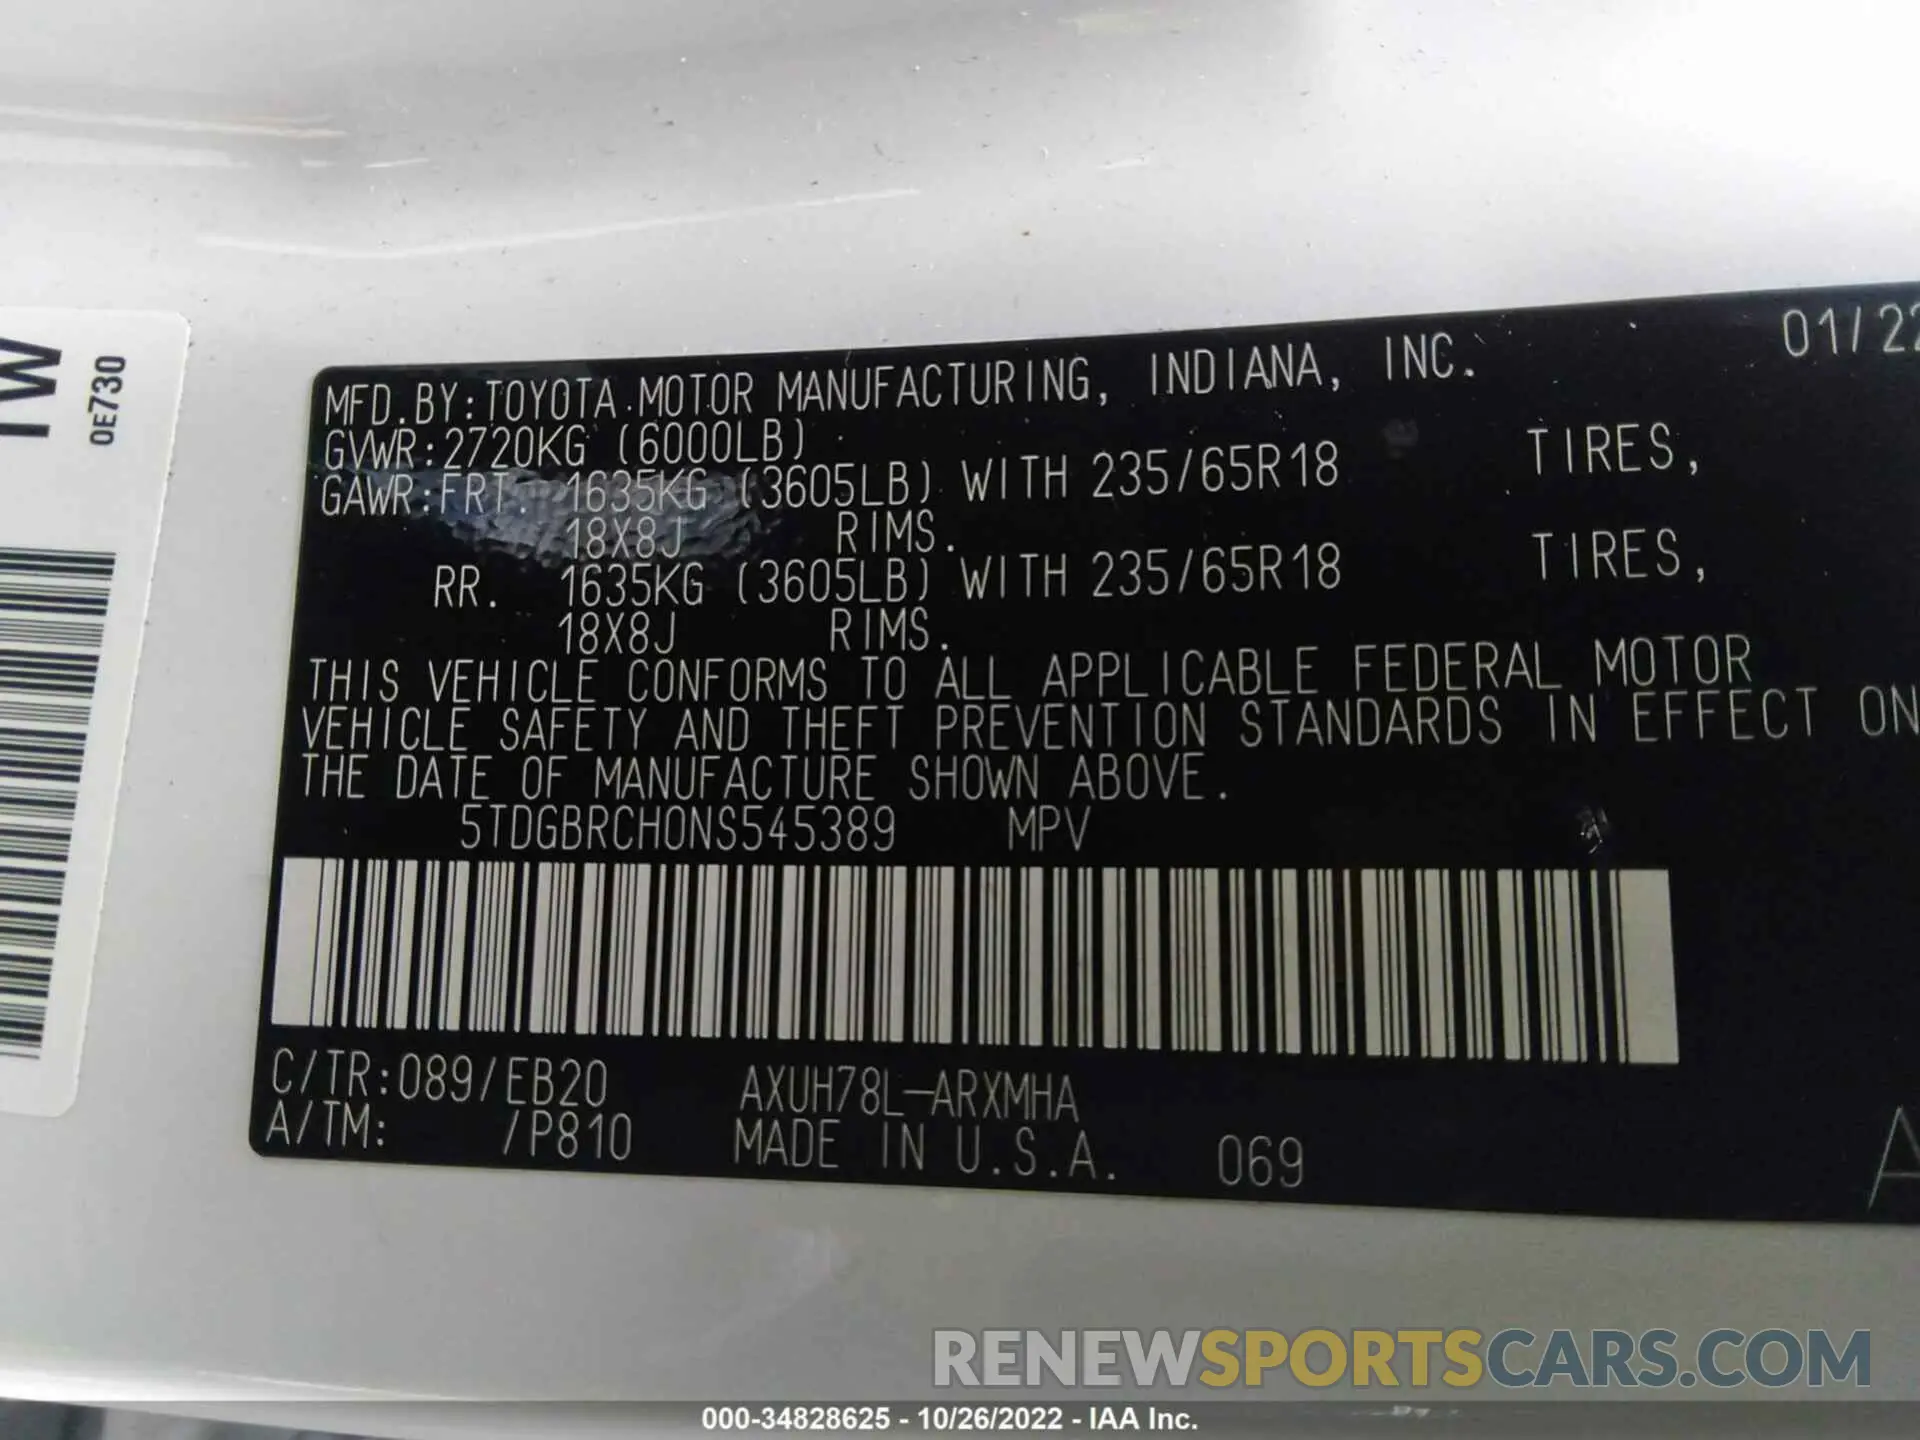 TW
0E730
01/22
MFD.BY:TOYOTA MOTOR MANUFACTURING, INDIANA, INC.
GVWR:2720KG (6000LB)
GAWR:FRT. 1635KG (3605LB) WITH 235/65R18 TIRES,
18X8J RIMS.
RR. 1635KG (3605LB) WITH 235/65R18 TIRES,
18X8J RIMS.
THIS VEHICLE CONFORMS TO ALL APPLICABLE FEDERAL MOTOR
VEHICLE SAFETY AND THEFT PREVENTION STANDARDS IN EFFECT ON
THE DATE OF MANUFACTURE SHOWN ABOVE.
5TDGBRCH0NS545389 MPV
C/TR:089/EB20 AXUH78L-ARXMHA
A/TM: /P810 MADE IN U.S.A. 069
A
RENEWSPORTSCARS.COM
000-34828625 - 10/26/2022 - IAA Inc.